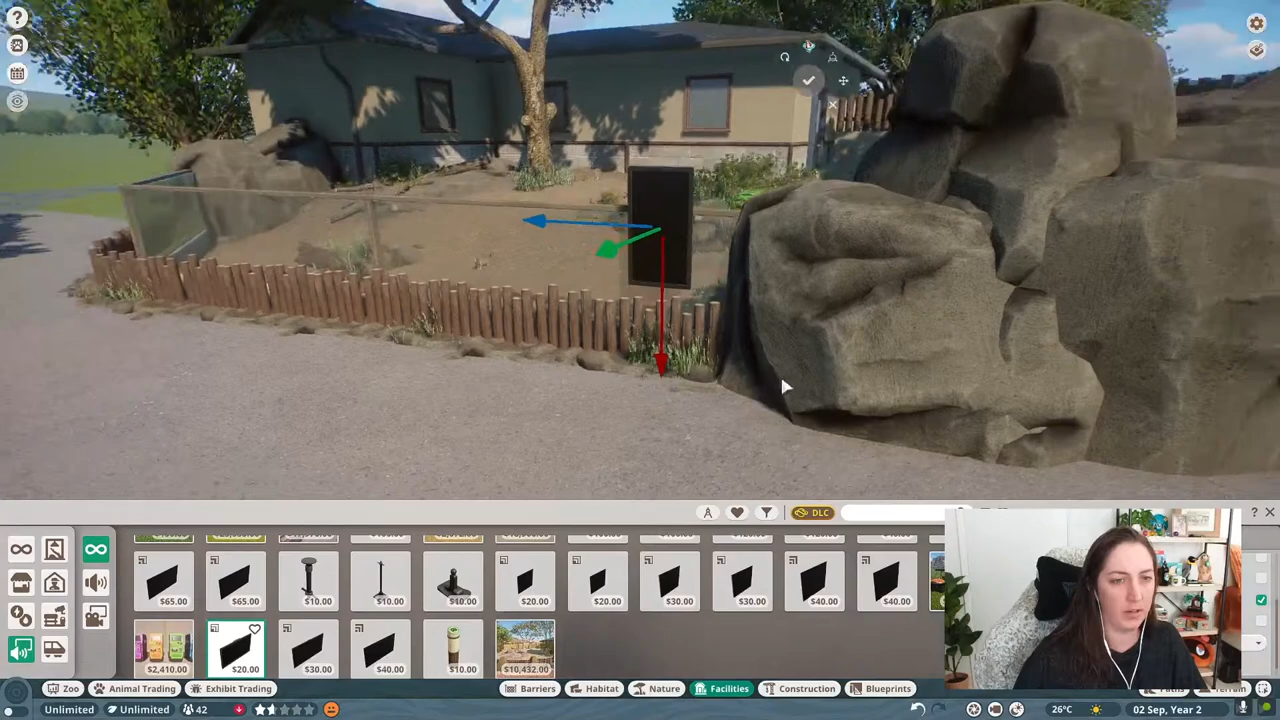 ?
DLC
? ×
$65.00 $65.00 $10.00 $10.00 $10.00 $20.00 $20.00 $30.00 $30.00 $40.00 $40.00
$2,410.00 $20.00 $30.00 $40.00 $10.00 $10,432.00
Zoo Animal Trading Exhibit Trading Barriers Habitat Nature Facilities Construction Blueprints
Unlimited Unlimited 42 26°C 02 Sep, Year 2